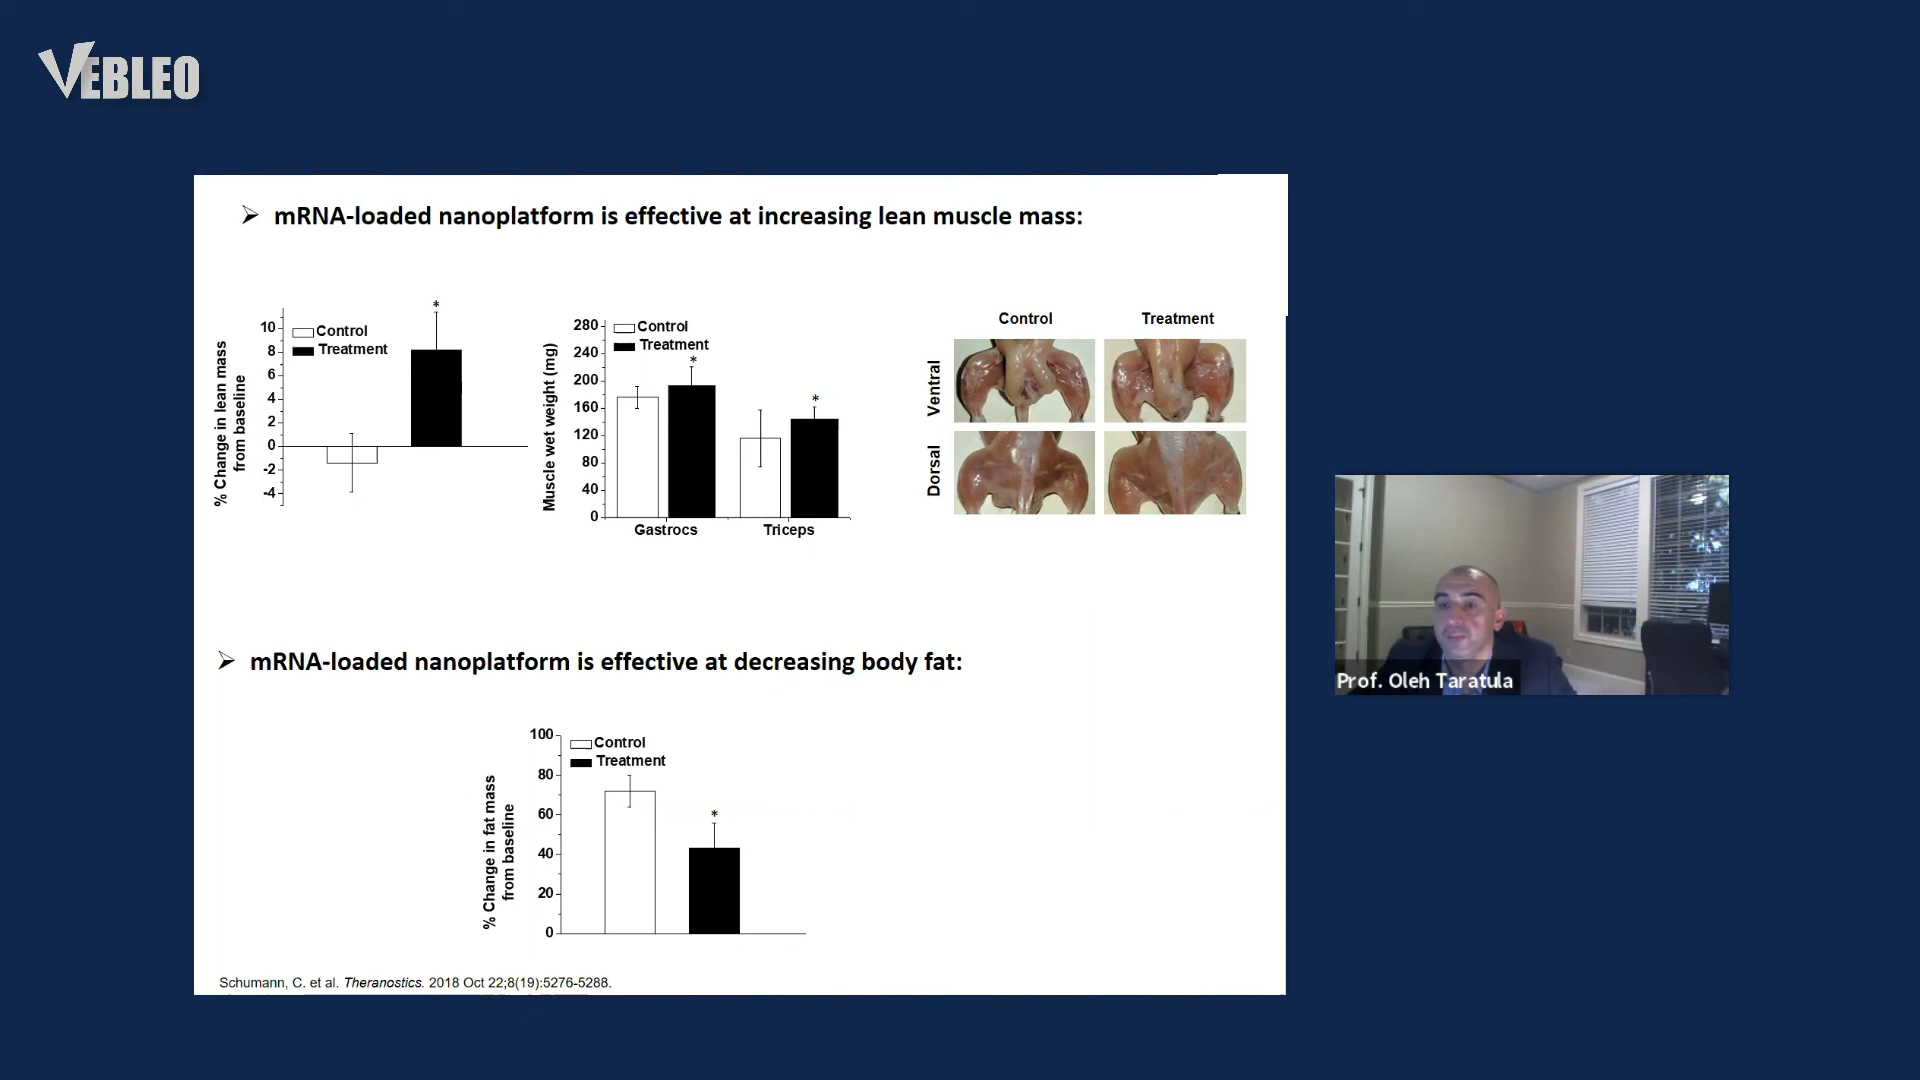 VEBLEO
➢ mRNA-loaded nanoplatform is effective at increasing lean muscle mass:
% Change in lean mass
from baseline
10
8
6
4
2
0
-2
-4
Control
Treatment
*
Muscle wet weight (mg)
280
240
200
160
120
80
40
0
Control
Treatment
*
*
Gastrocs
Triceps
Control
Treatment
Ventral
Dorsal
Prof. Oleh Taratula
➢ mRNA-loaded nanoplatform is effective at decreasing body fat:
% Change in fat mass
from baseline
100
80
60
40
20
0
Control
Treatment
*
Schumann, C. et al. Theranostics. 2018 Oct 22;8(19):5276-5288.